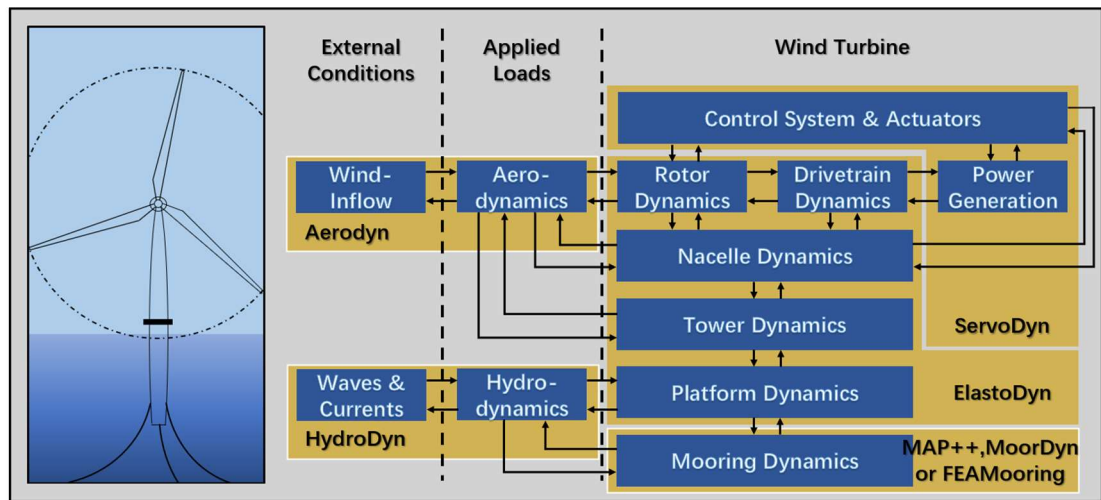 External
Conditions
Applied
Loads
Wind Turbine
Control System & Actuators
Wind-
Inflow
Aero-
dynamics
Rotor
Dynamics
Drivetrain
Dynamics
Power
Generation
Aerodyn
Nacelle Dynamics
Tower Dynamics
ServoDyn
Waves &
Currents
Hydro-
dynamics
Platform Dynamics
ElastoDyn
HydroDyn
Mooring Dynamics
MAP++,MoorDyn
or FEAMooring